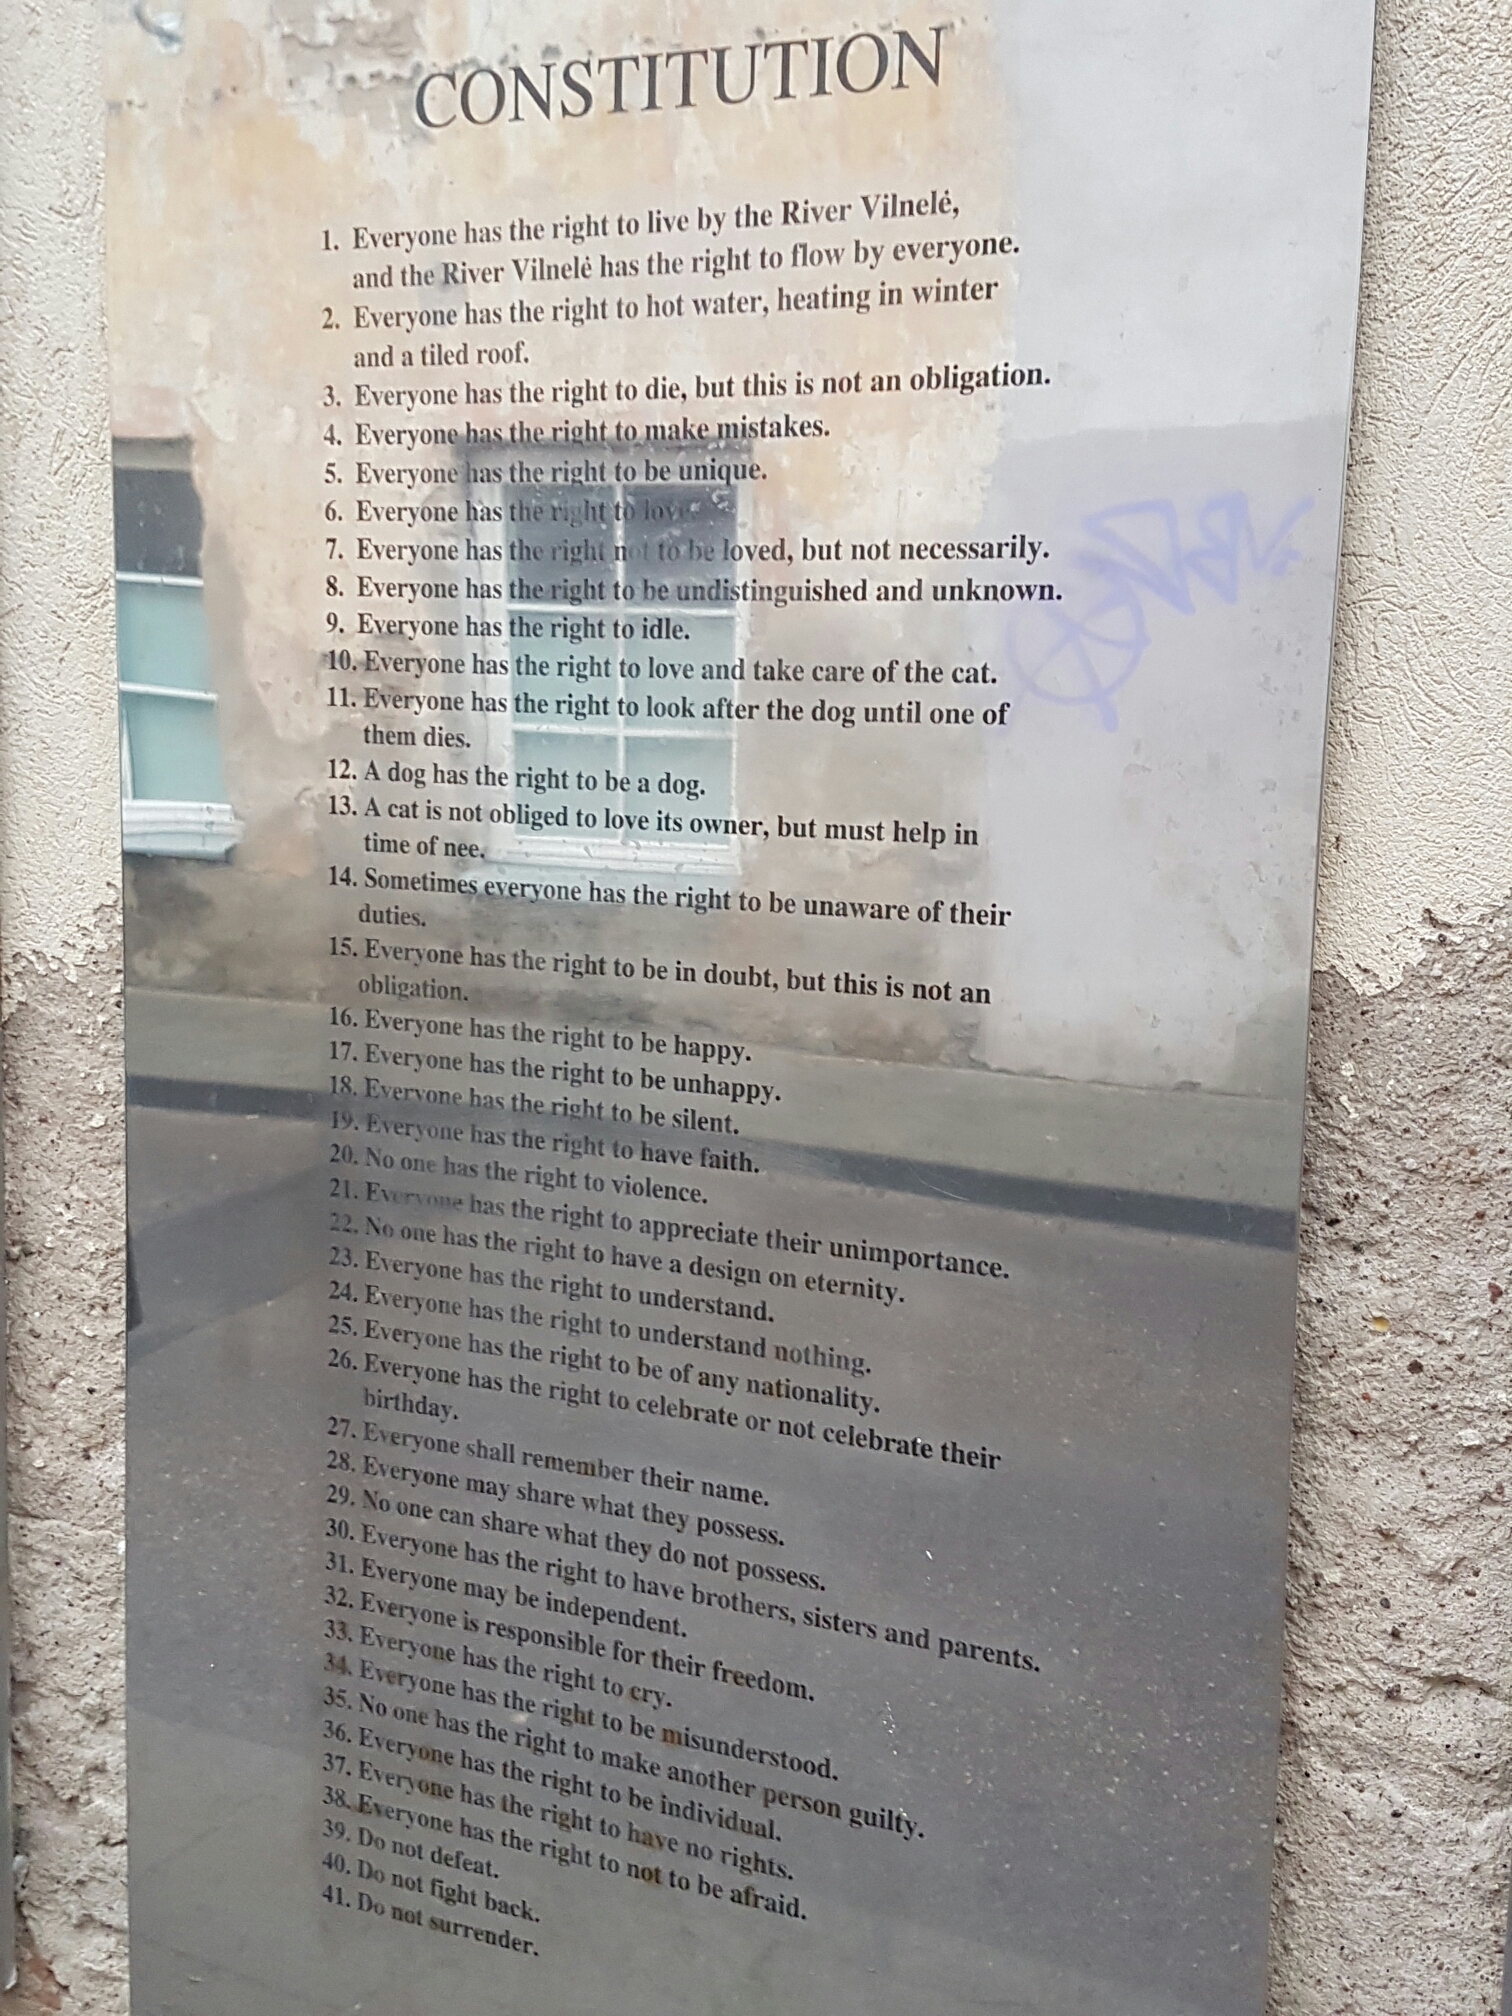 CONSTITUTION
1. Everyone has the right to live by the River Vilnelė,
and the River Vilnelė has the right to flow by everyone.
2. Everyone has the right to hot water, heating in winter
and a tiled roof.
3. Everyone has the right to die, but this is not an obligation.
4. Everyone has the right to make mistakes.
5. Everyone has the right to be unique.
6. Everyone has the right to love.
7. Everyone has the right not to be loved, but not necessarily.
8. Everyone has the right to be undistinguished and unknown.
9. Everyone has the right to idle.
10. Everyone has the right to love and take care of the cat.
11. Everyone has the right to look after the dog until one of
them dies.
12. A dog has the right to be a dog.
13. A cat is not obliged to love its owner, but must help in
time of nee.
14. Sometimes everyone has the right to be unaware of their
duties.
15. Everyone has the right to be in doubt, but this is not an
obligation.
16. Everyone has the right to be happy.
17. Everyone has the right to be unhappy.
18. Everyone has the right to be silent.
19. Everyone has the right to have faith.
20. No one has the right to violence.
21. Everyone has the right to appreciate their unimportance.
22. No one has the right to have a design on eternity.
23. Everyone has the right to understand.
24. Everyone has the right to understand nothing.
25. Everyone has the right to be of any nationality.
26. Everyone has the right to celebrate or not celebrate their
birthday.
27. Everyone shall remember their name.
28. Everyone may share what they possess.
29. No one can share what they do not possess.
30. Everyone has the right to have brothers, sisters and parents.
31. Everyone may be independent.
32. Everyone is responsible for their freedom.
33. Everyone has the right to cry.
34. Everyone has the right to be misunderstood.
35. No one has the right to make another person guilty.
36. Everyone has the right to be individual.
37. Everyone has the right to have no rights.
38. Everyone has the right to not to be afraid.
39. Do not defeat.
40. Do not fight back.
41. Do not surrender.